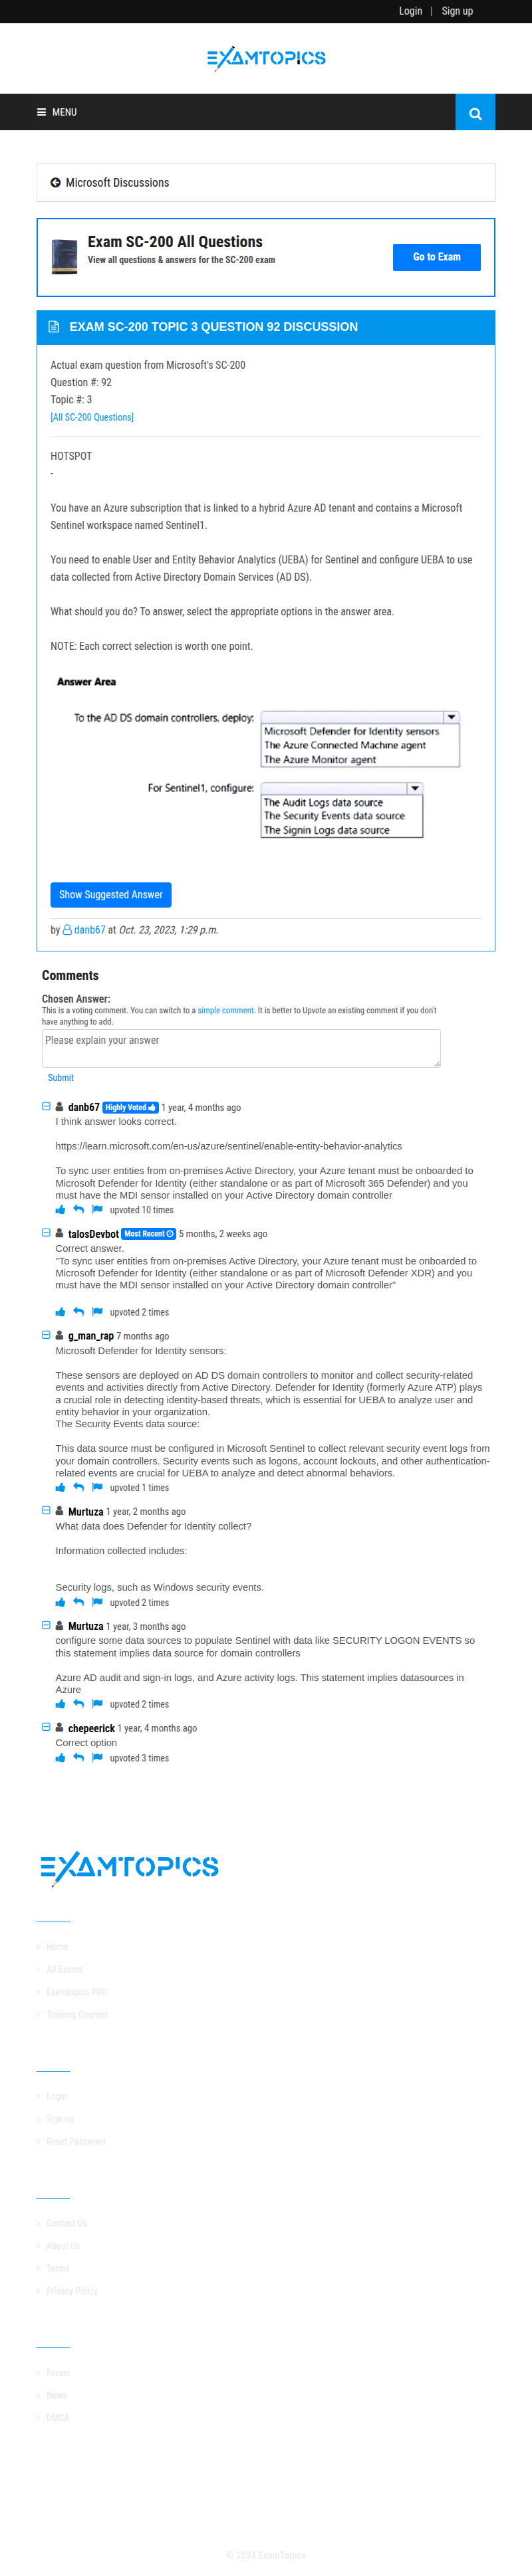 Login | Sign up
EXAMTOPICS
MENU
Microsoft Discussions
Exam SC-200 All Questions
View all questions & answers for the SC-200 exam
Go to Exam
EXAM SC-200 TOPIC 3 QUESTION 92 DISCUSSION
Actual exam question from Microsoft's SC-200
Question #: 92
Topic #: 3
[All SC-200 Questions]
HOTSPOT
-
You have an Azure subscription that is linked to a hybrid Azure AD tenant and contains a Microsoft
Sentinel workspace named Sentinel1.
You need to enable User and Entity Behavior Analytics (UEBA) for Sentinel and configure UEBA to use
data collected from Active Directory Domain Services (AD DS).
What should you do? To answer, select the appropriate options in the answer area.
NOTE: Each correct selection is worth one point.
Answer Area
To the AD DS domain controllers, deploy:
Microsoft Defender for Identity sensors
The Azure Connected Machine agent
The Azure Monitor agent
For Sentinel1, configure:
The Audit Logs data source
The Security Events data source
The Signin Logs data source
Show Suggested Answer
by danb67 at Oct. 23, 2023, 1:29 p.m.
Comments
Chosen Answer:
This is a voting comment. You can switch to a simple comment. It is better to Upvote an existing comment if you don't
have anything to add.
Please explain your answer
Submit
danb67 Highly Voted 1 year, 4 months ago
I think answer looks correct.
https://learn.microsoft.com/en-us/azure/sentinel/enable-entity-behavior-analytics
To sync user entities from on-premises Active Directory, your Azure tenant must be onboarded to
Microsoft Defender for Identity (either standalone or as part of Microsoft 365 Defender) and you
must have the MDI sensor installed on your Active Directory domain controller
upvoted 10 times
talosDevbot Most Recent 5 months, 2 weeks ago
Correct answer.
"To sync user entities from on-premises Active Directory, your Azure tenant must be onboarded to
Microsoft Defender for Identity (either standalone or as part of Microsoft Defender XDR) and you
must have the MDI sensor installed on your Active Directory domain controller"
upvoted 2 times
g_man_rap 7 months ago
Microsoft Defender for Identity sensors:
These sensors are deployed on AD DS domain controllers to monitor and collect security-related
events and activities directly from Active Directory. Defender for Identity (formerly Azure ATP) plays
a crucial role in detecting identity-based threats, which is essential for UEBA to analyze user and
entity behavior in your organization.
The Security Events data source:
This data source must be configured in Microsoft Sentinel to collect relevant security event logs from
your domain controllers. Security events such as logons, account lockouts, and other authentication-
related events are crucial for UEBA to analyze and detect abnormal behaviors.
upvoted 1 times
Murtuza 1 year, 2 months ago
What data does Defender for Identity collect?
Information collected includes:
Security logs, such as Windows security events.
upvoted 2 times
Murtuza 1 year, 3 months ago
configure some data sources to populate Sentinel with data like SECURITY LOGON EVENTS so
this statement implies data source for domain controllers
Azure AD audit and sign-in logs, and Azure activity logs. This statement implies datasources in
Azure
upvoted 2 times
chepeerick 1 year, 4 months ago
Correct option
upvoted 3 times
EXAMTOPICS
Home
All Exams
Examtopics PRO
Training Courses
Login
Sign up
Reset Password
Contact Us
About Us
Terms
Privacy Policy
Forum
News
DMCA
© 2024 ExamTopics